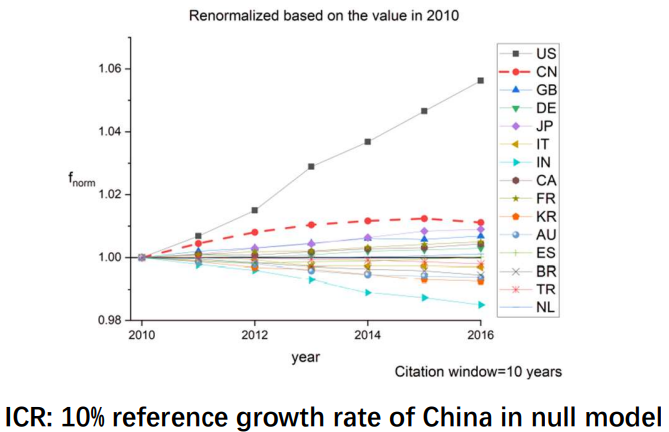 Renormalized based on the value in 2010
1.06
1.04
1.02
1.00
0.98
fnorm
2010
2012
2014
2016
year
US
CN
GB
DE
JP
IT
IN
CA
FR
KR
AU
ES
BR
TR
NL
Citation window=10 years
ICR: 10% reference growth rate of China in null model